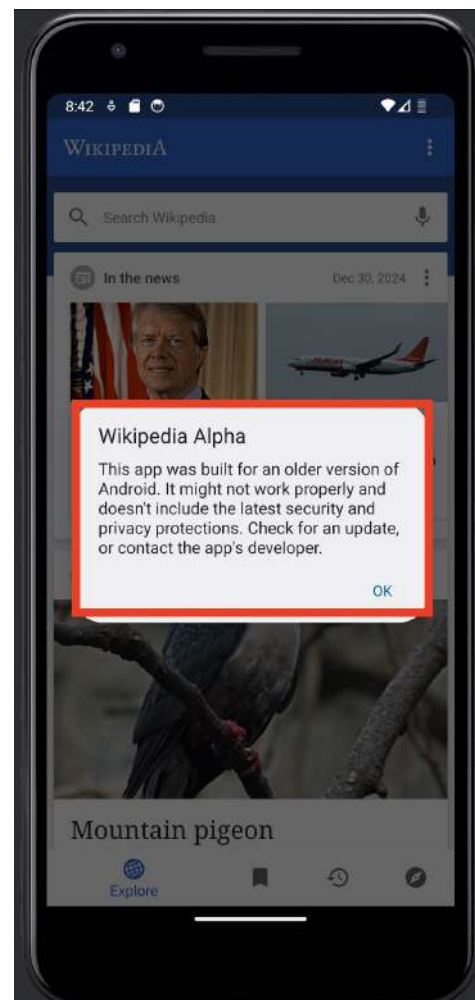 8:42
WIKIPEDIA
Search Wikipedia
In the news
Dec 30, 2024
Wikipedia Alpha
This app was built for an older version of
Android. It might not work properly and
doesn't include the latest security and
privacy protections. Check for an update,
or contact the app's developer.
OK
Mountain pigeon
Explore